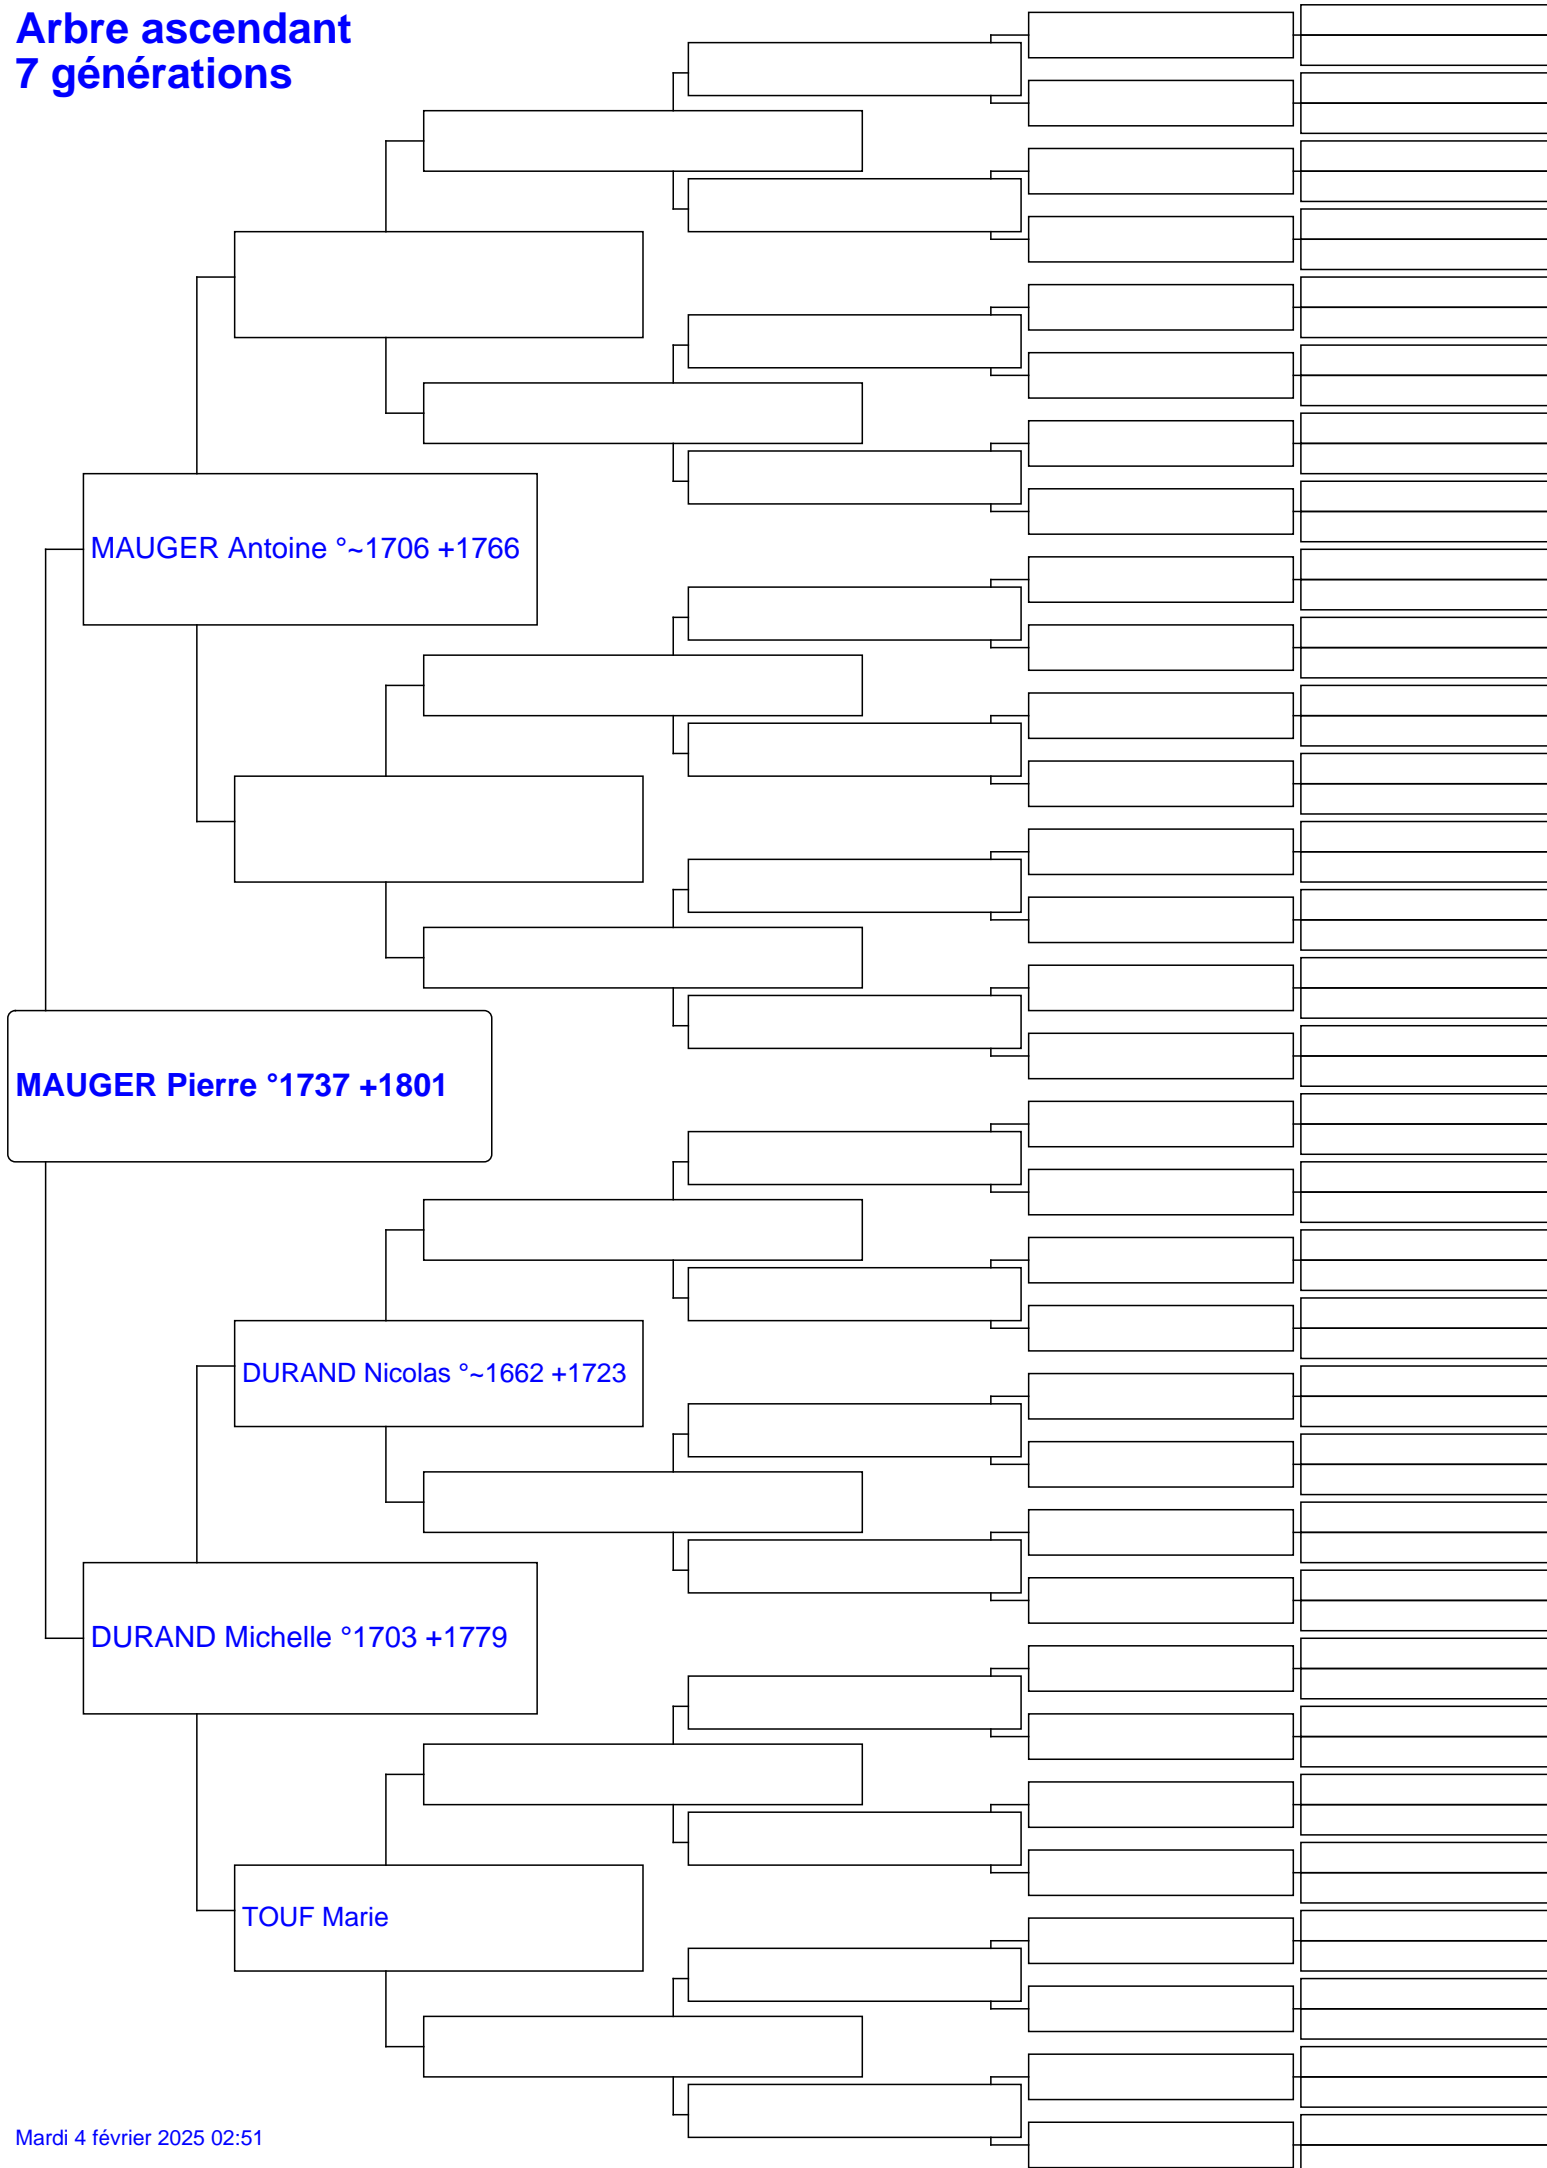 Arbre ascendant
7 générations
MAUGER Antoine °~1706 +1766
MAUGER Pierre °1737 +1801
DURAND Nicolas °~1662 +1723
DURAND Michelle °1703 +1779
TOUF Marie
Mardi 4 février 2025 02:51